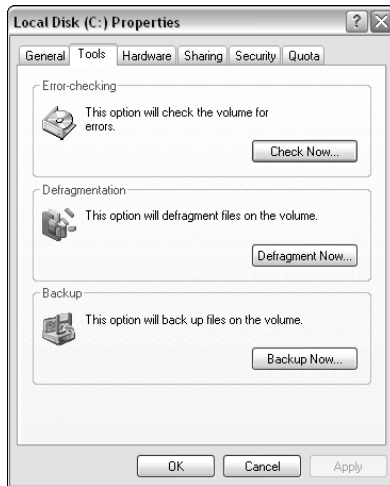 Local Disk (C:) Properties
General Tools Hardware Sharing Security Quota
Error-checking
This option will check the volume for
errors.
Check Now...
Defragmentation
This option will defragment files on the volume.
Defragment Now...
Backup
This option will back up files on the volume.
Backup Now...
OK Cancel Apply